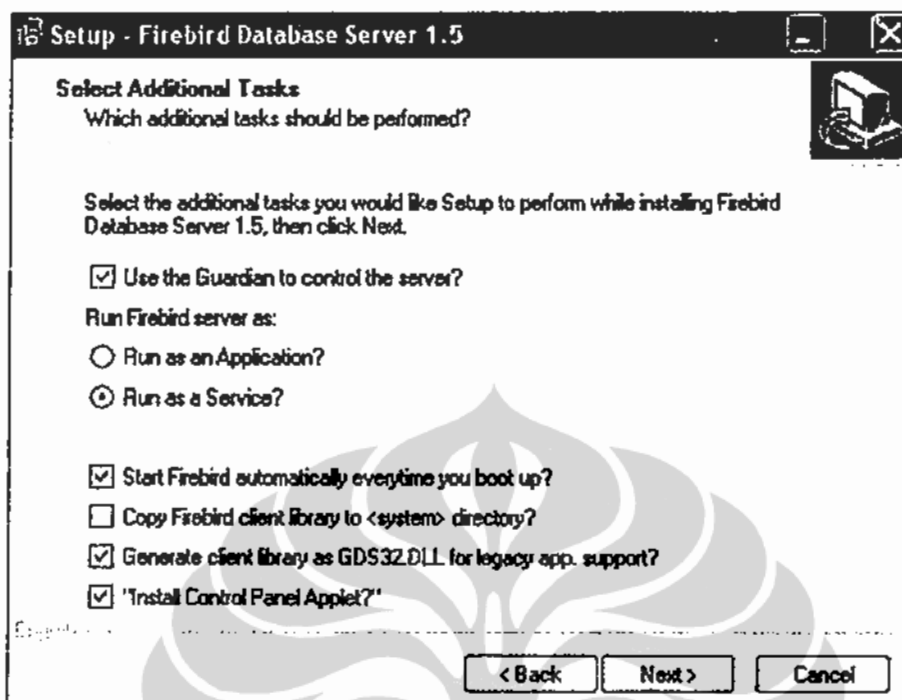 Setup - Firebird Database Server 1.5
Select Additional Tasks
Which additional tasks should be performed?
Select the additional tasks you would like Setup to perform while installing Firebird
Database Server 1.5, then click Next.
Use the Guardian to control the server?
Run Firebird server as:
Run as an Application?
Run as a Service?
Start Firebird automatically everytime you boot up?
Copy Firebird client library to <system> directory?
Generate client library as GDS32.DLL for legacy app. support?
"Install Control Panel Applet?"
< Back Next > Cancel